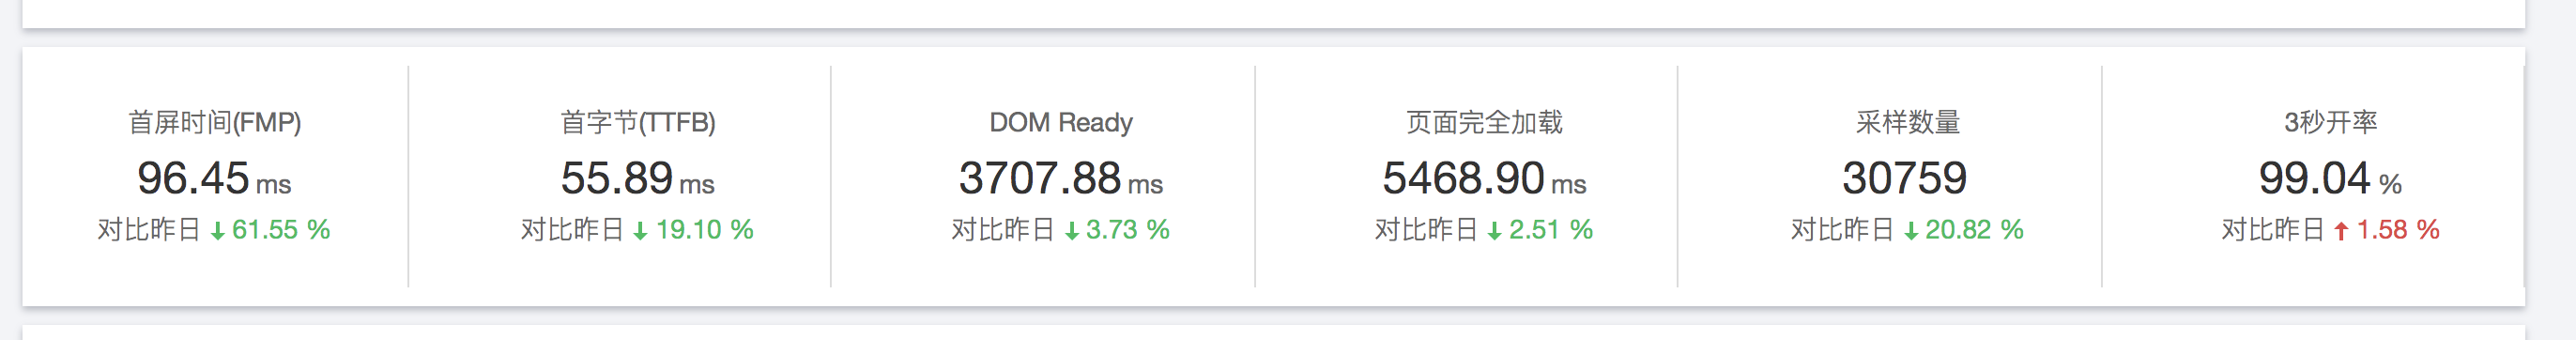 首屏时间(FMP)
96.45 ms
对比昨日 ↓ 61.55 %
首字节(TTFB)
55.89 ms
对比昨日 ↓ 19.10 %
DOM Ready
3707.88 ms
对比昨日 ↓ 3.73 %
页面完全加载
5468.90 ms
对比昨日 ↓ 2.51 %
采样数量
30759
对比昨日 ↓ 20.82 %
3秒开率
99.04 %
对比昨日 ↑ 1.58 %